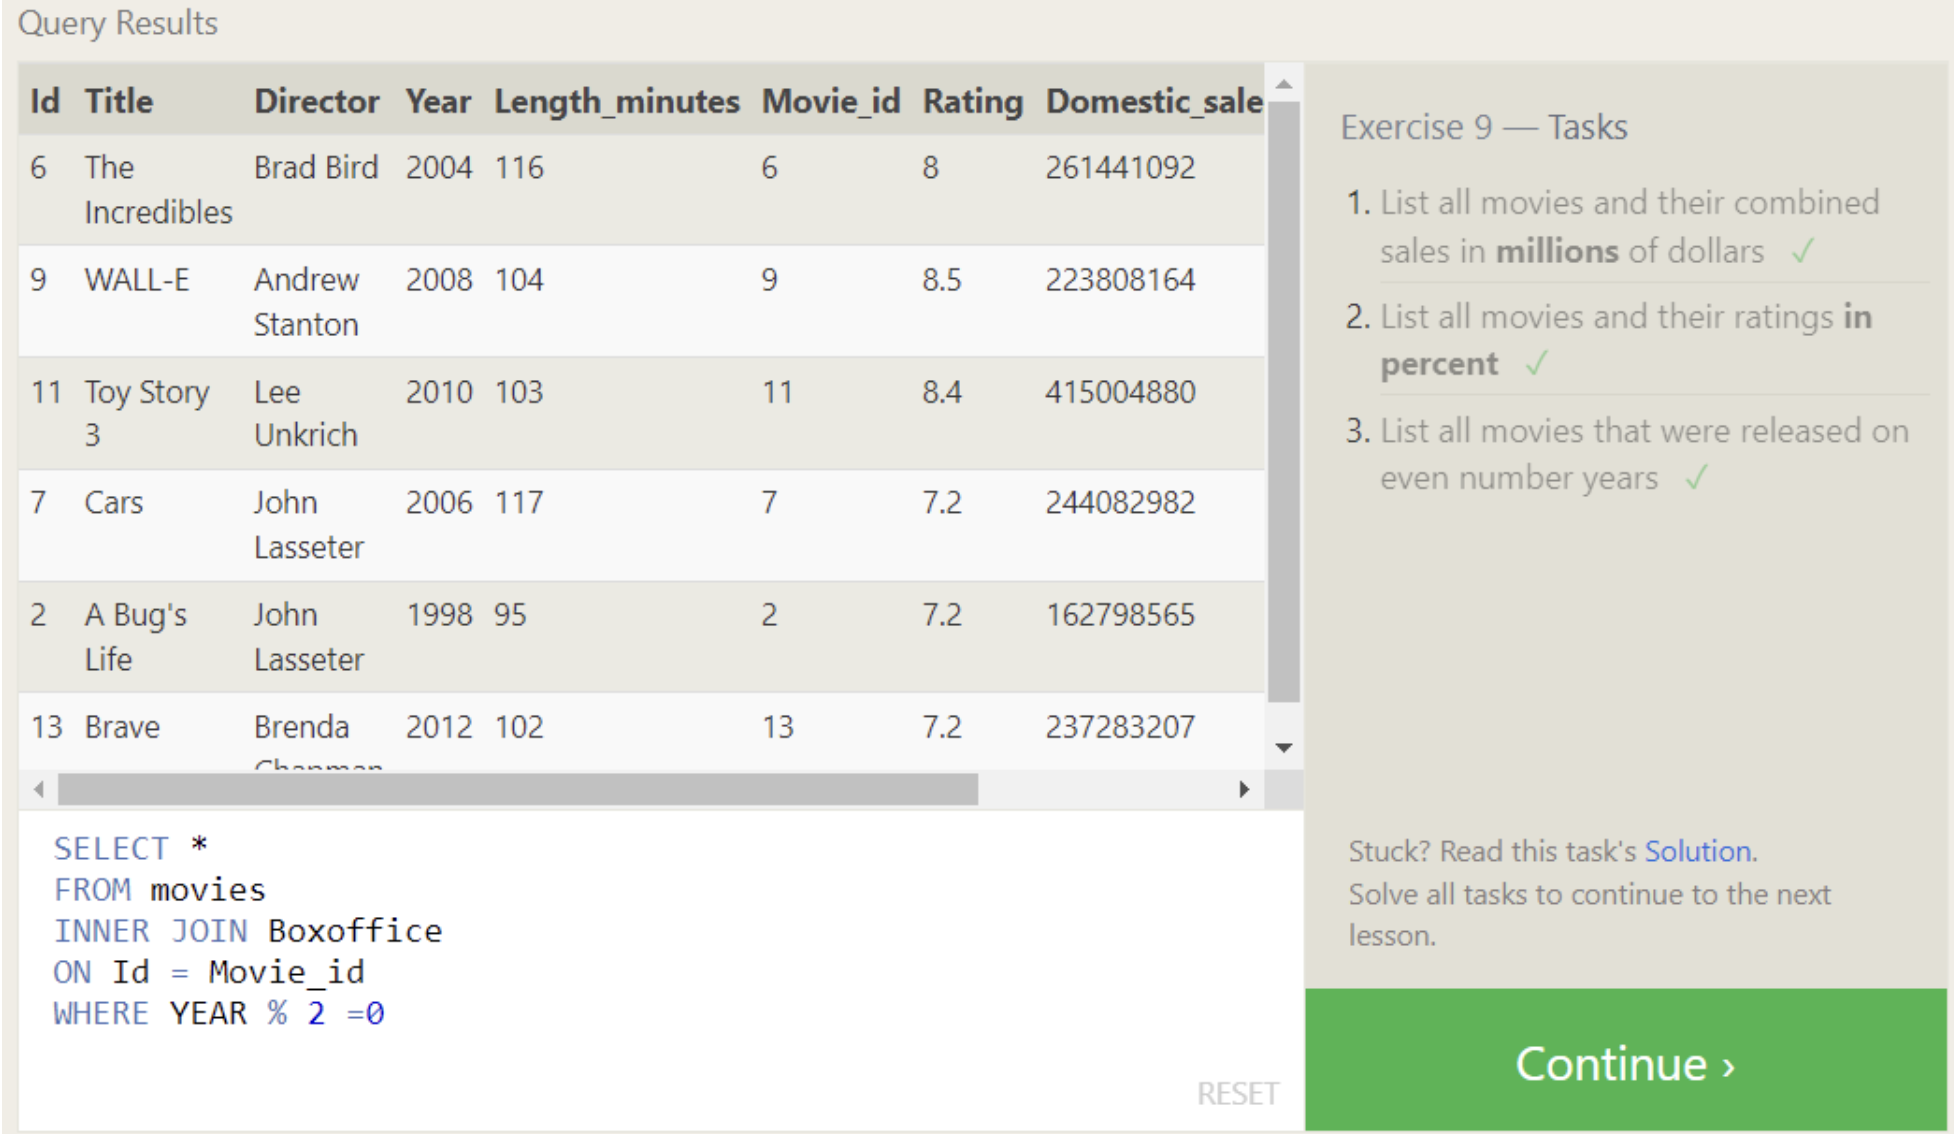 Query Results
Id Title Director Year Length_minutes Movie_id Rating Domestic_sale
6 The Brad Bird 2004 116 6 8 261441092
Incredibles
9 WALL-E Andrew 2008 104 9 8.5 223808164
Stanton
11 Toy Story Lee 2010 103 11 8.4 415004880
3 Unkrich
7 Cars John 2006 117 7 7.2 244082982
Lasseter
2 A Bug's John 1998 95 2 7.2 162798565
Life Lasseter
13 Brave Brenda 2012 102 13 7.2 237283207
Chapman
SELECT *
FROM movies
INNER JOIN Boxoffice
ON Id = Movie_id
WHERE YEAR % 2 =0
RESET
Exercise 9 — Tasks
1. List all movies and their combined
sales in millions of dollars ✓
2. List all movies and their ratings in
percent ✓
3. List all movies that were released on
even number years ✓
Stuck? Read this task's Solution.
Solve all tasks to continue to the next
lesson.
Continue ›